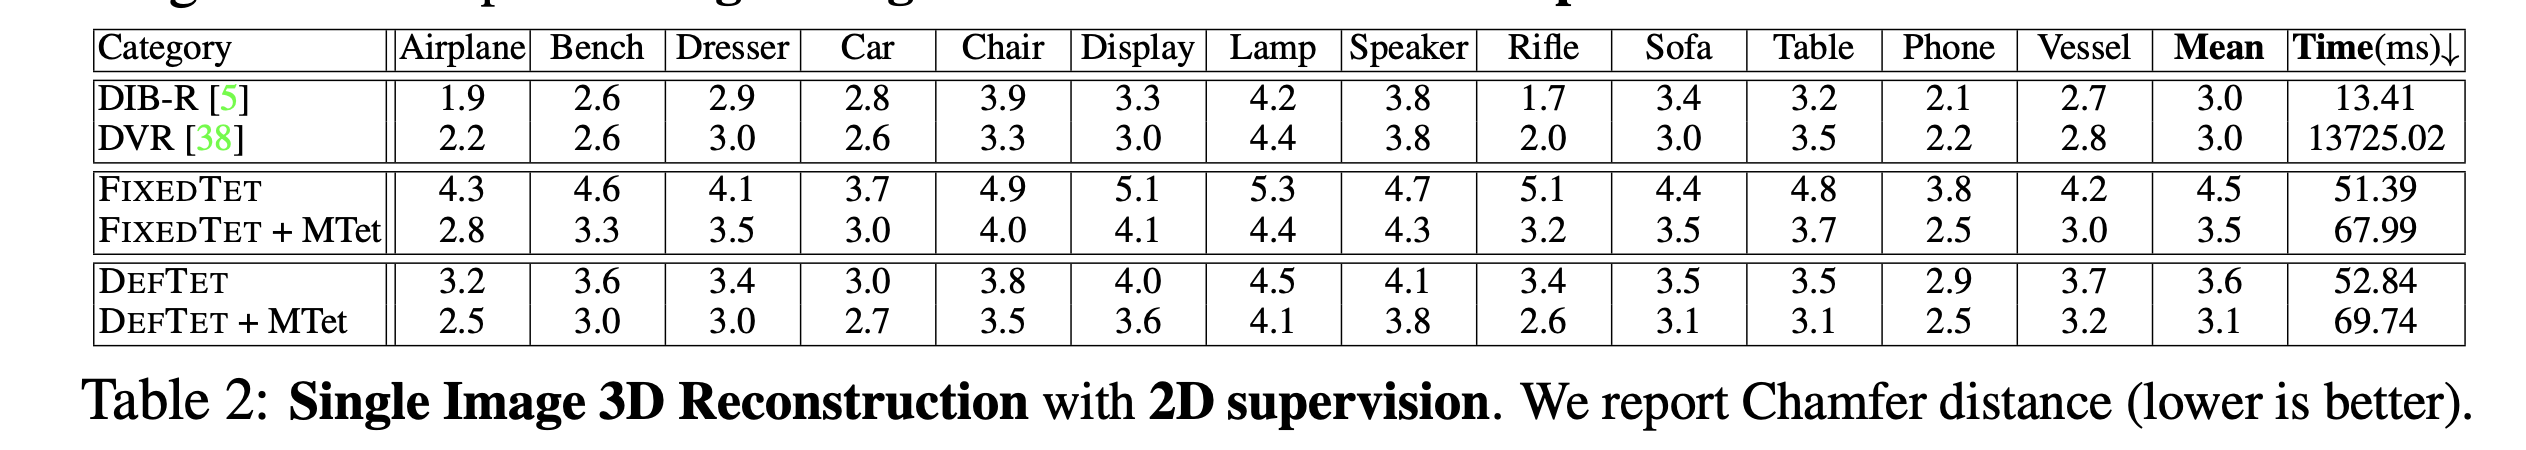 Category Airplane Bench Dresser Car Chair Display Lamp Speaker Rifle Sofa Table Phone Vessel Mean Time(ms)↓
DIB-R [5] 1.9 2.6 2.9 2.8 3.9 3.3 4.2 3.8 1.7 3.4 3.2 2.1 2.7 3.0 13.41
DVR [38] 2.2 2.6 3.0 2.6 3.3 3.0 4.4 3.8 2.0 3.0 3.5 2.2 2.8 3.0 13725.02
FIXEDTET 4.3 4.6 4.1 3.7 4.9 5.1 5.3 4.7 5.1 4.4 4.8 3.8 4.2 4.5 51.39
FIXEDTET + MTet 2.8 3.3 3.5 3.0 4.0 4.1 4.4 4.3 3.2 3.5 3.7 2.5 3.0 3.5 67.99
DEFTET 3.2 3.6 3.4 3.0 3.8 4.0 4.5 4.1 3.4 3.5 3.5 2.9 3.7 3.6 52.84
DEFTET + MTet 2.5 3.0 3.0 2.7 3.5 3.6 4.1 3.8 2.6 3.1 3.1 2.5 3.2 3.1 69.74
Table 2: Single Image 3D Reconstruction with 2D supervision. We report Chamfer distance (lower is better).